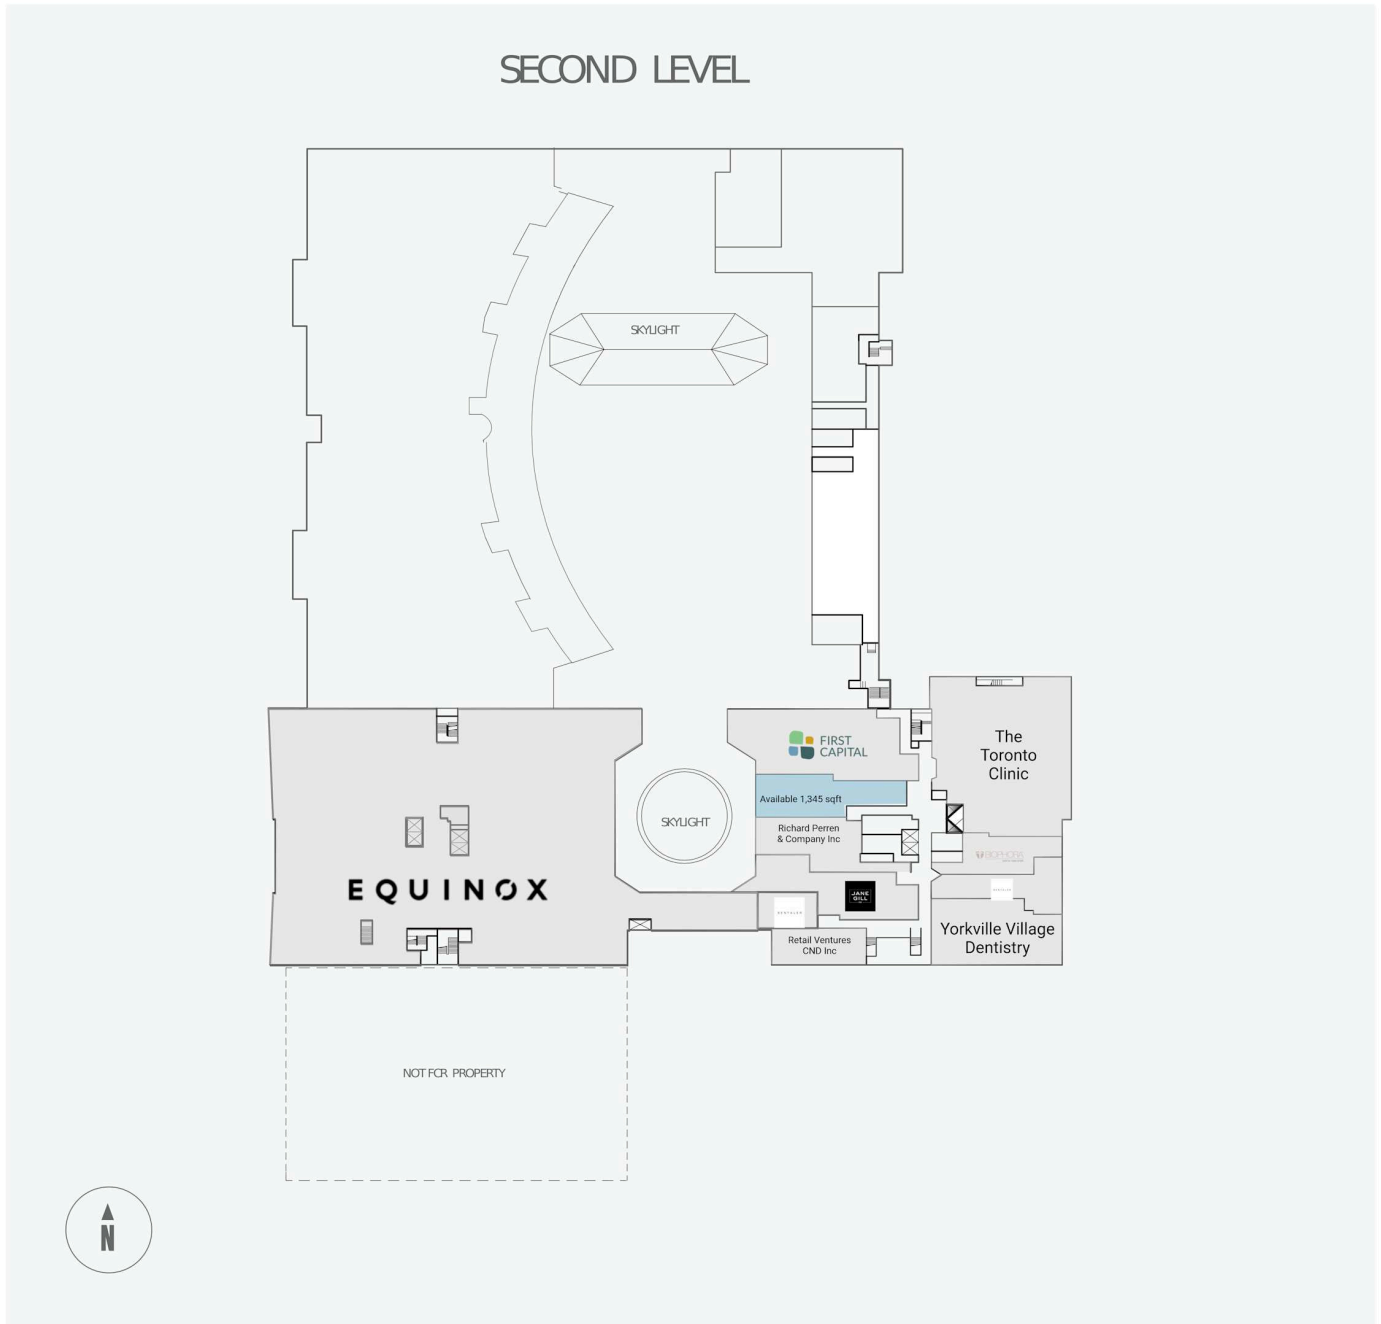 SECOND LEVEL
SKYLIGHT
FIRST
CAPITAL
The
Toronto
Clinic
Available 1,345 sqft
SKYLIGHT
Richard Perren
& Company Inc
EQUINOX
JANE
GILL
Yorkville Village
Dentistry
Retail Ventures
CND Inc
NOT FCR PROPERTY
N